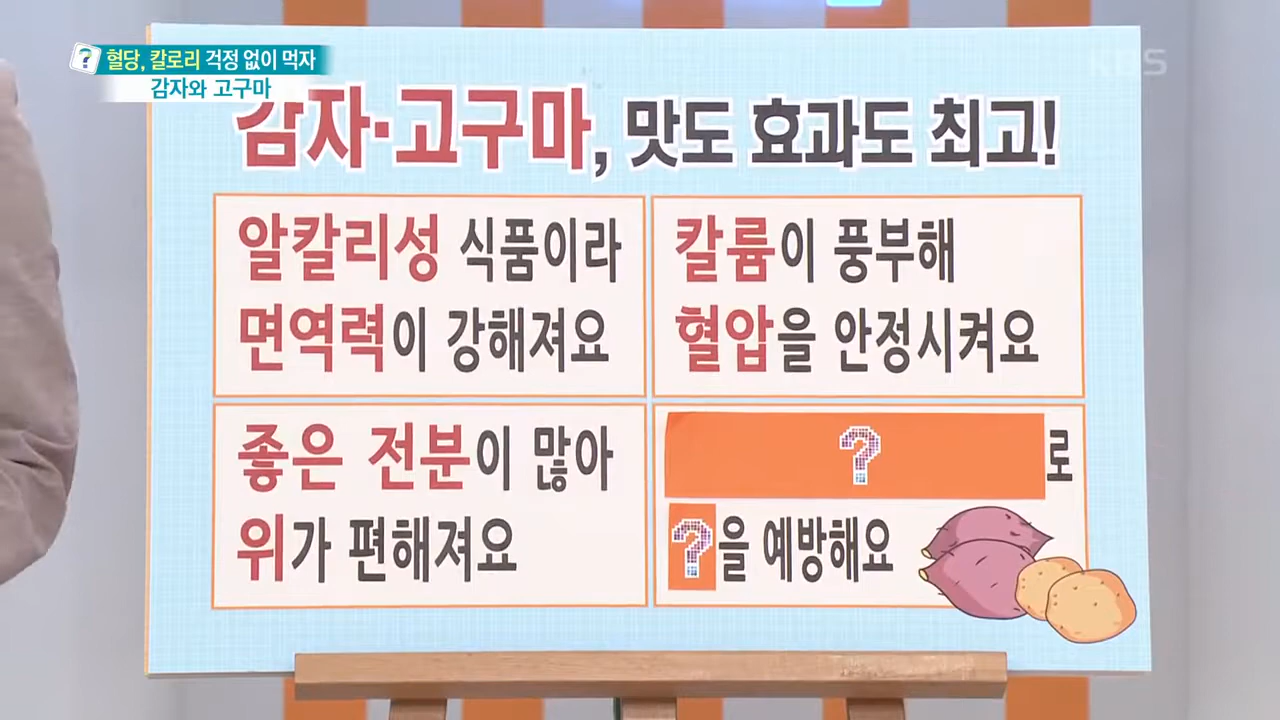 혈당, 칼로리 걱정 없이 먹자
감자와 고구마
KBS
감자·고구마, 맛도 효과도 최고!
알칼리성 식품이라
면역력이 강해져요
칼륨이 풍부해
혈압을 안정시켜요
좋은 전분이 많아
위가 편해져요
?로
?을 예방해요